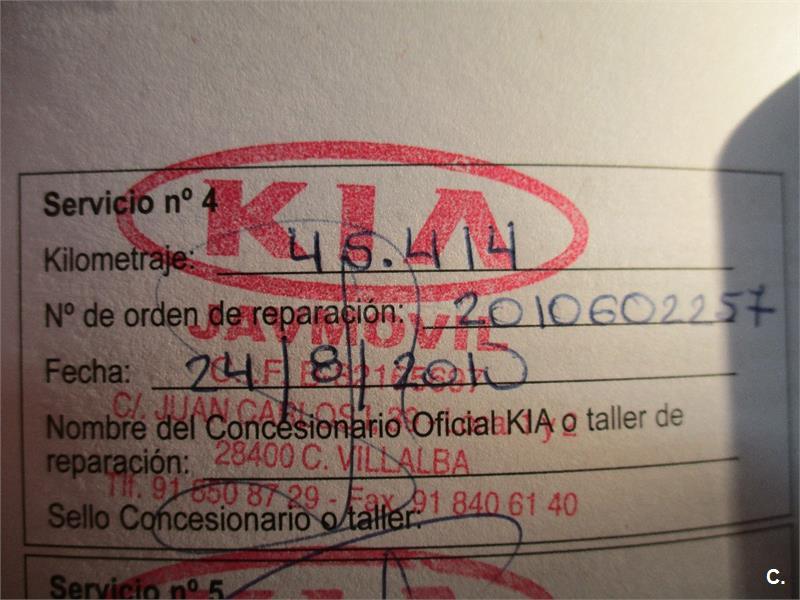 Servicio nº 4
KIA
Kilometraje: 45.414
Nº de orden de reparación: 2010602257
JAVMOVIL
Fecha: 24/8/2010
C/. JUAN CARLOS I
Nombre del Concesionario Oficial KIA o taller de
reparación:
28400 C. VILLALBA
Tlf. 91 850 87 29 - Fax. 91 840 61 40
Sello Concesionario o taller:
Servicio nº 5
C.